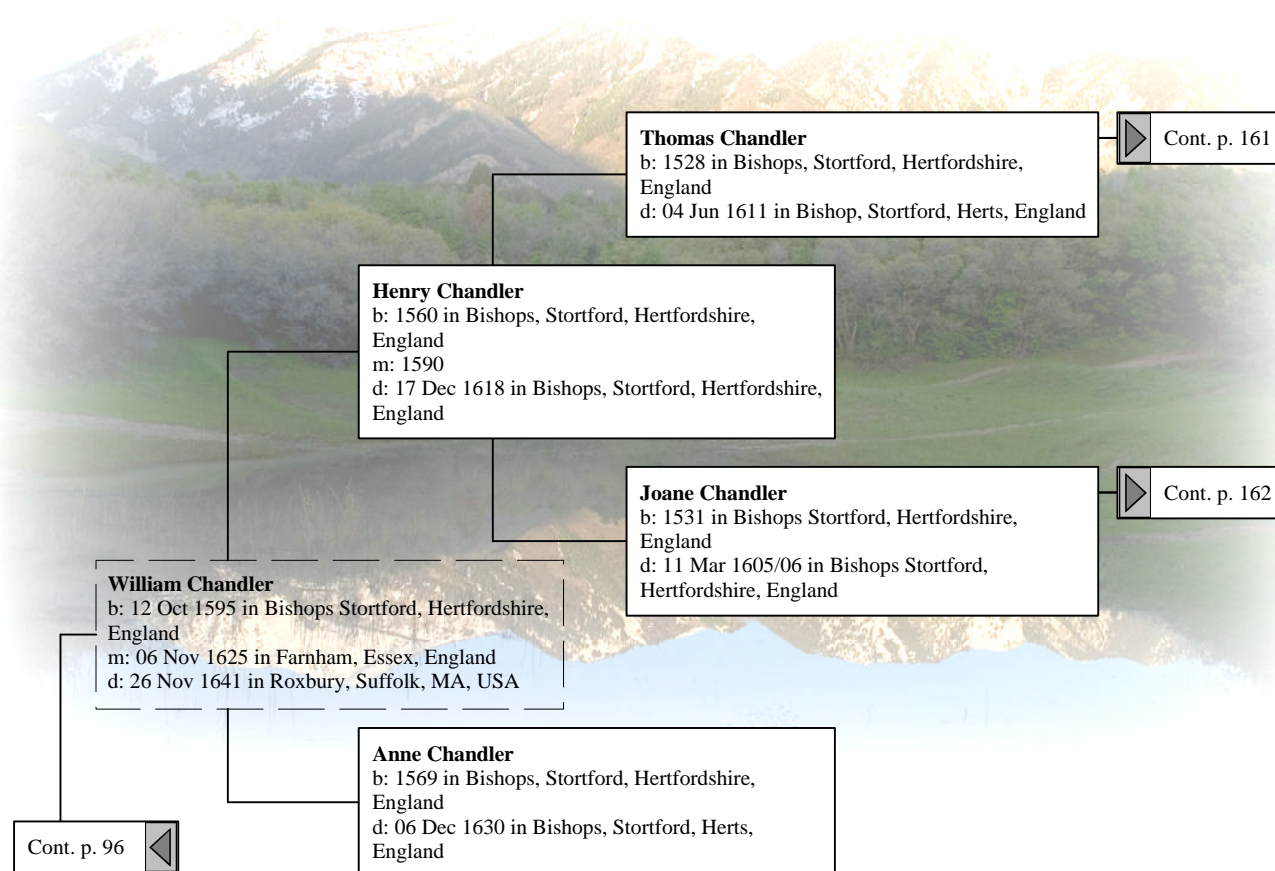 Thomas Chandler
b: 1528 in Bishops, Stortford, Hertfordshire,
England
d: 04 Jun 1611 in Bishop, Stortford, Herts, England
Cont. p. 161
Henry Chandler
b: 1560 in Bishops, Stortford, Hertfordshire,
England
m: 1590
d: 17 Dec 1618 in Bishops, Stortford, Hertfordshire,
England
Joane Chandler
b: 1531 in Bishops Stortford, Hertfordshire,
England
d: 11 Mar 1605/06 in Bishops Stortford,
Hertfordshire, England
Cont. p. 162
William Chandler
b: 12 Oct 1595 in Bishops Stortford, Hertfordshire,
England
m: 06 Nov 1625 in Farnham, Essex, England
d: 26 Nov 1641 in Roxbury, Suffolk, MA, USA
Anne Chandler
b: 1569 in Bishops, Stortford, Hertfordshire,
England
d: 06 Dec 1630 in Bishops, Stortford, Herts,
England
Cont. p. 96